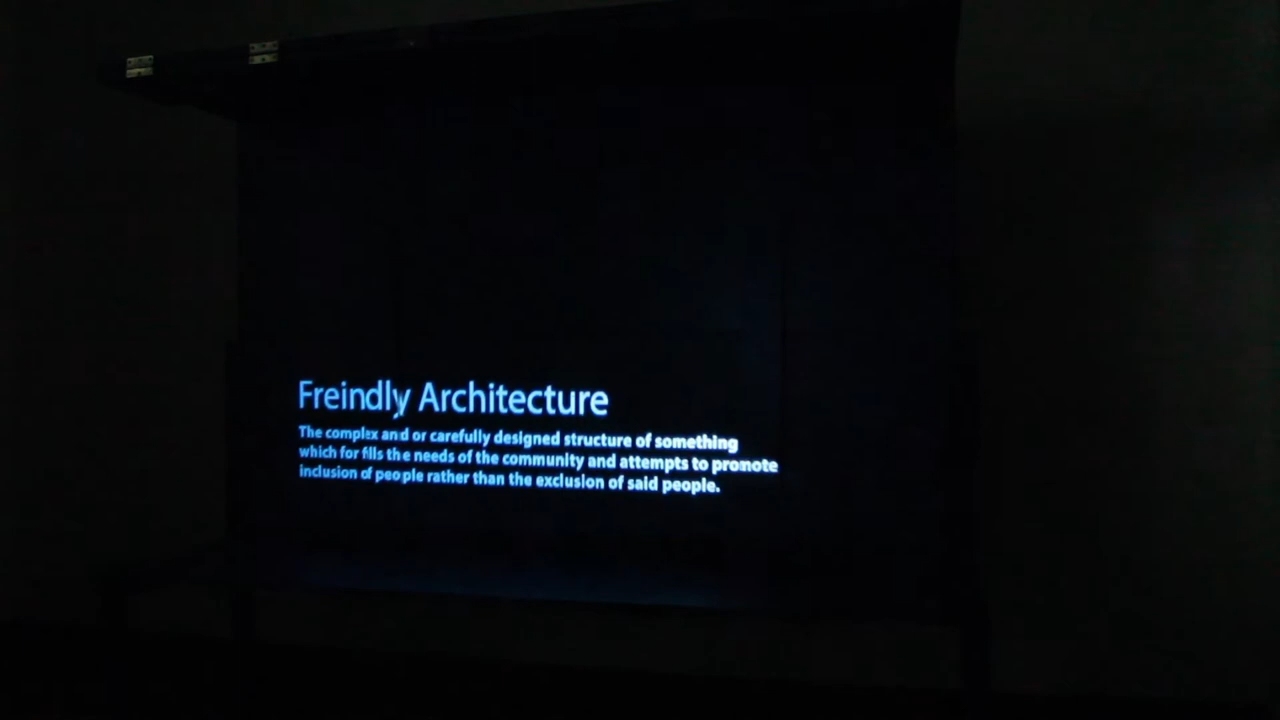 Freindly Architecture
The complex and or carefully designed structure of something
which for fills the needs of the community and attempts to promote
inclusion of people rather than the exclusion of said people.